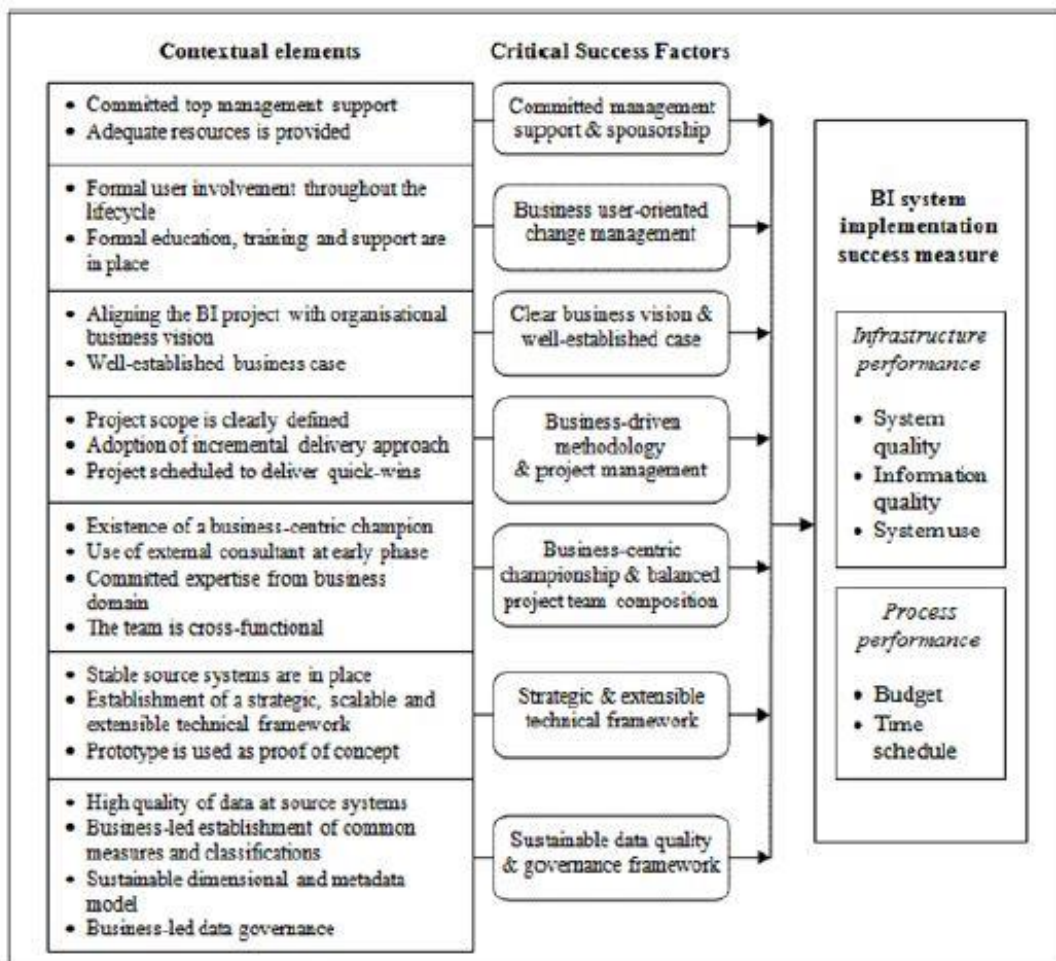 Contextual elements
Critical Success Factors
• Committed top management support
• Adequate resources is provided
Committed management
support & sponsorship
• Formal user involvement throughout the
lifecycle
• Formal education, training and support are
in place
Business user-oriented
change management
• Aligning the BI project with organisational
business vision
• Well-established business case
Clear business vision &
well-established case
• Project scope is clearly defined
• Adoption of incremental delivery approach
• Project scheduled to deliver quick-wins
Business-driven
methodology
& project management
• Existence of a business-centric champion
• Use of external consultant at early phase
• Committed expertise from business
domain
• The team is cross-functional
Business-centric
championship & balanced
project team composition
• Stable source systems are in place
• Establishment of a strategic, scalable and
extensible technical framework
• Prototype is used as proof of concept
Strategic & extensible
technical framework
• High quality of data at source systems
• Business-led establishment of common
measures and classifications
• Sustainable dimensional and metadata
model
• Business-led data governance
Sustainable data quality
& governance framework
BI system
implementation
success measure
Infrastructure
performance
• System
quality
• Information
quality
• System use
Process
performance
• Budget
• Time
schedule